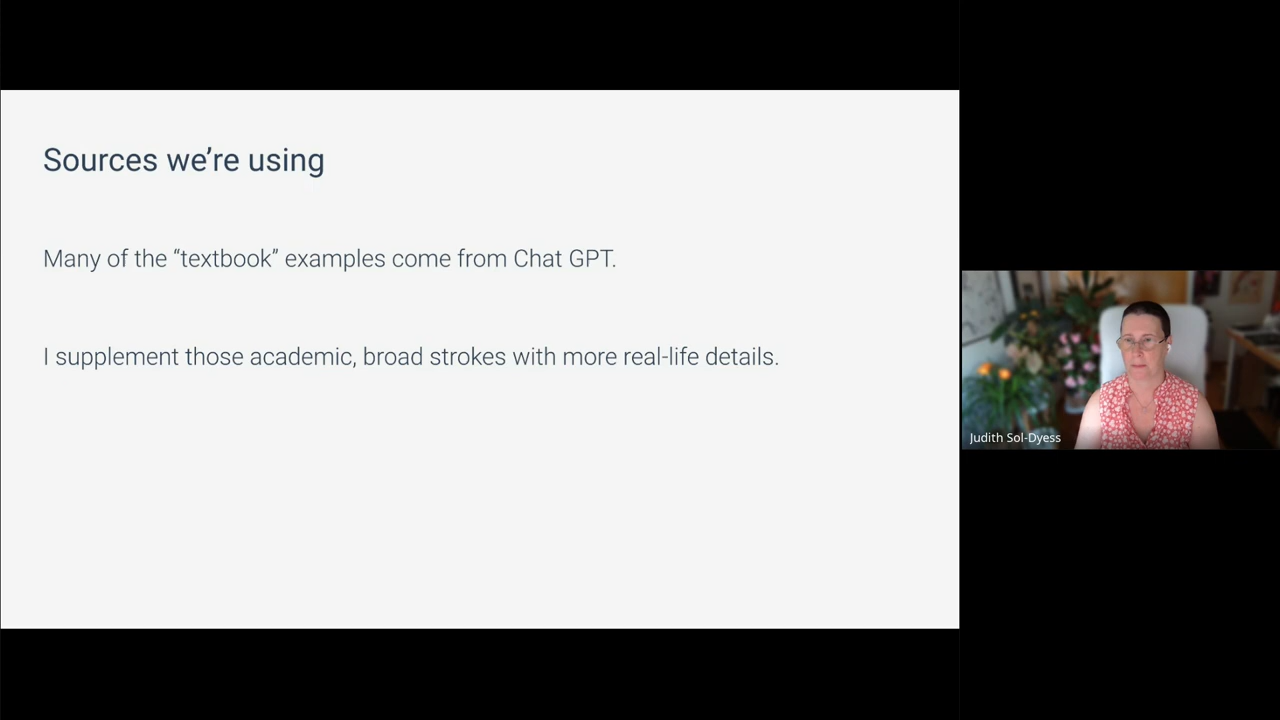 Sources we’re using
Many of the “textbook” examples come from Chat GPT.
I supplement those academic, broad strokes with more real-life details.
Judith Sol-Dyess